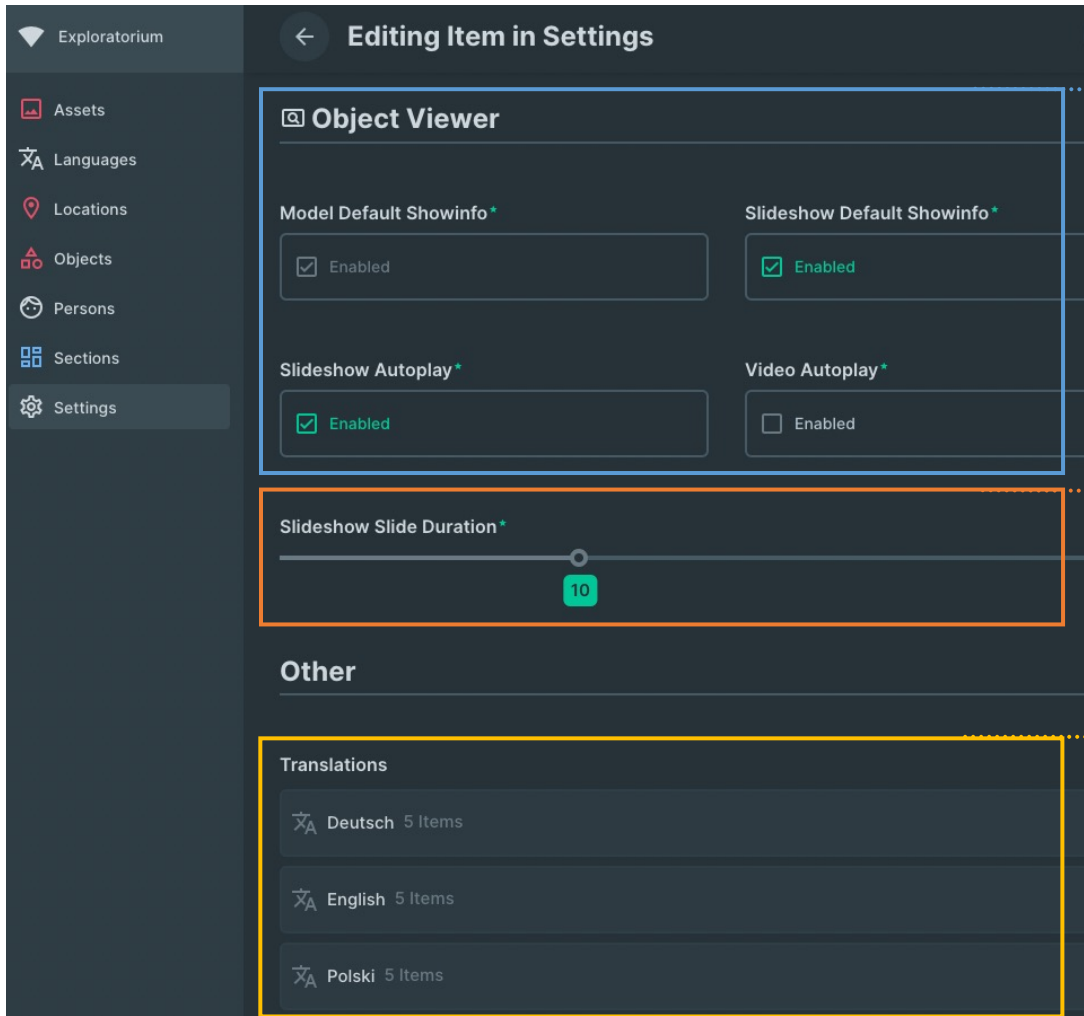 Exploratorium
Editing Item in Settings
Assets
Languages
Locations
Objects
Persons
Sections
Settings
Object Viewer
Model Default Showinfo* Slideshow Default Showinfo*
Enabled Enabled
Slideshow Autoplay* Video Autoplay*
Enabled Enabled
Slideshow Slide Duration*
10
Other
Translations
Deutsch 5 Items
English 5 Items
Polski 5 Items